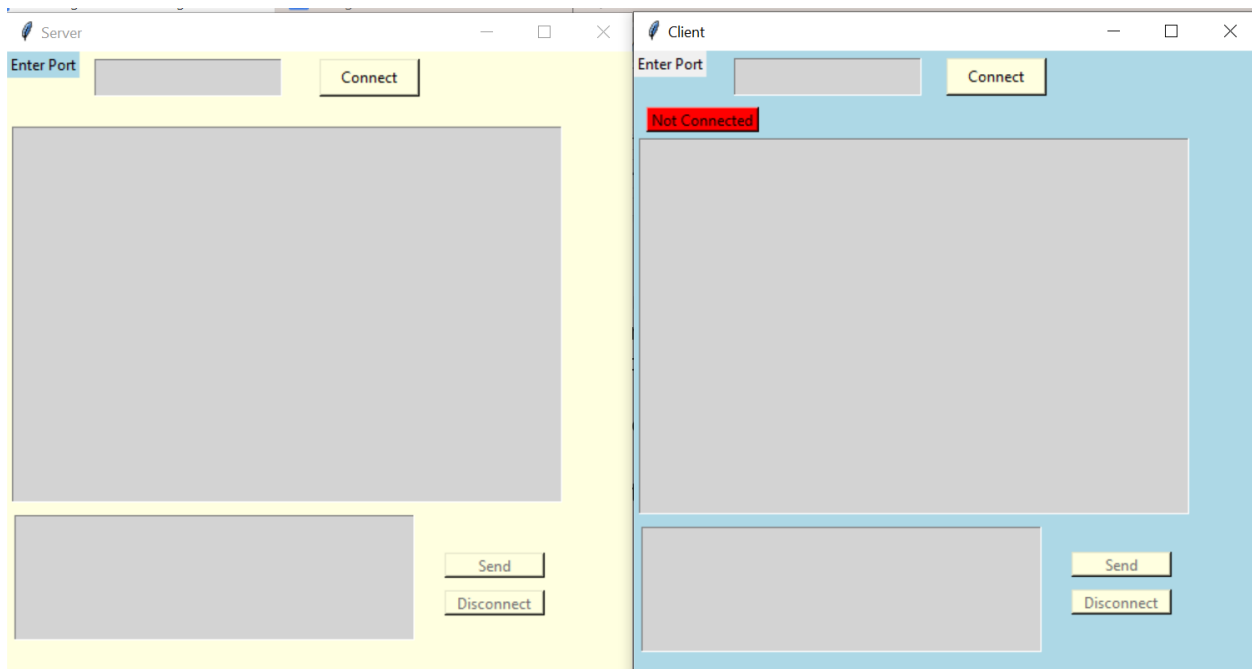 Server
Enter Port
Connect
Send
Disconnect
Client
Enter Port
Connect
Not Connected
Send
Disconnect